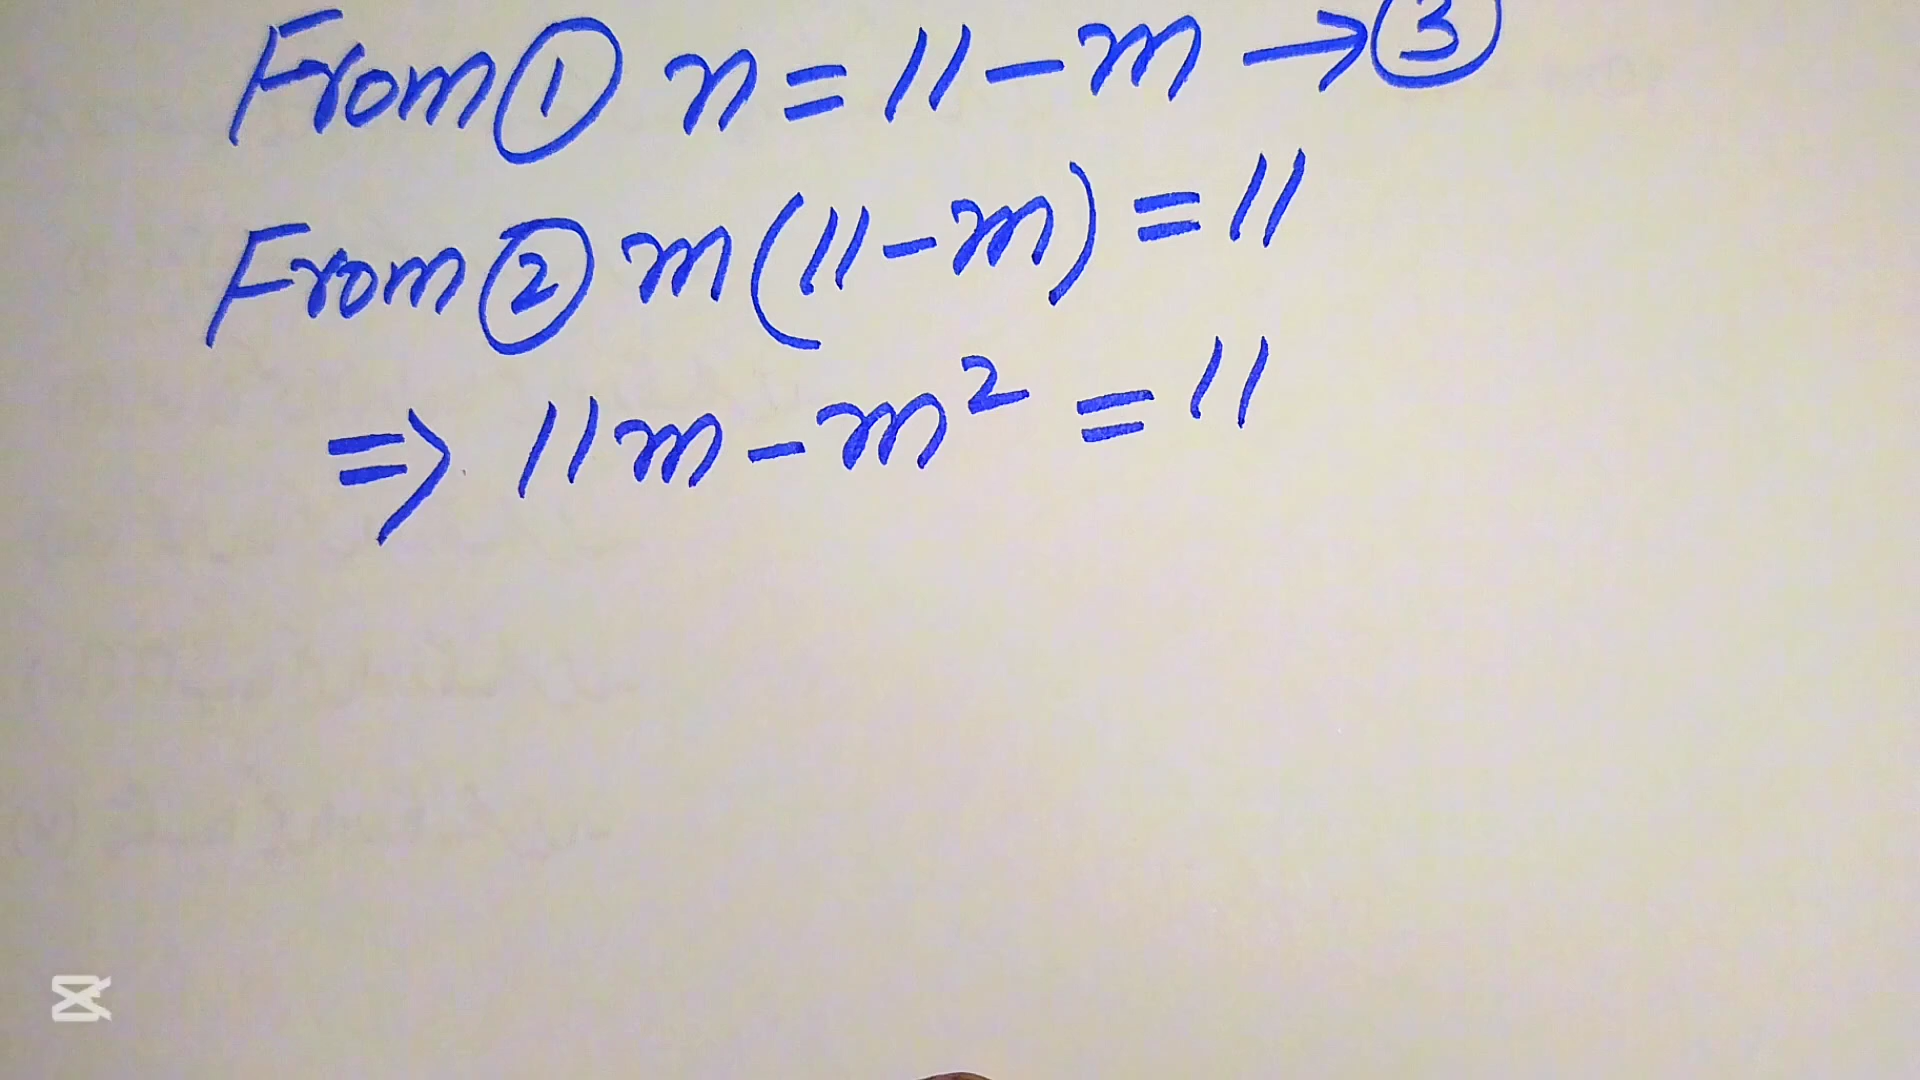 From ① n = 11 - m → ③
From ② m(11 - m) = 11
⇒ 11m - m² = 11